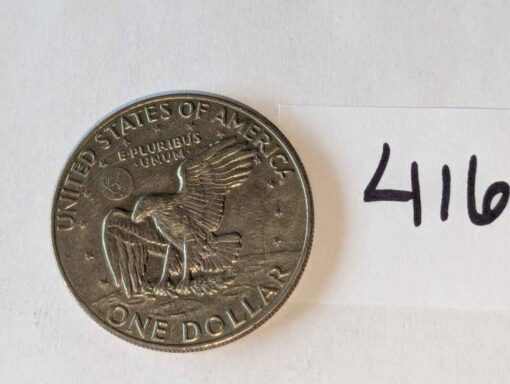 UNITED STATES OF AMERICA
E·PLURIBUS
UNUM
ONE DOLLAR
416